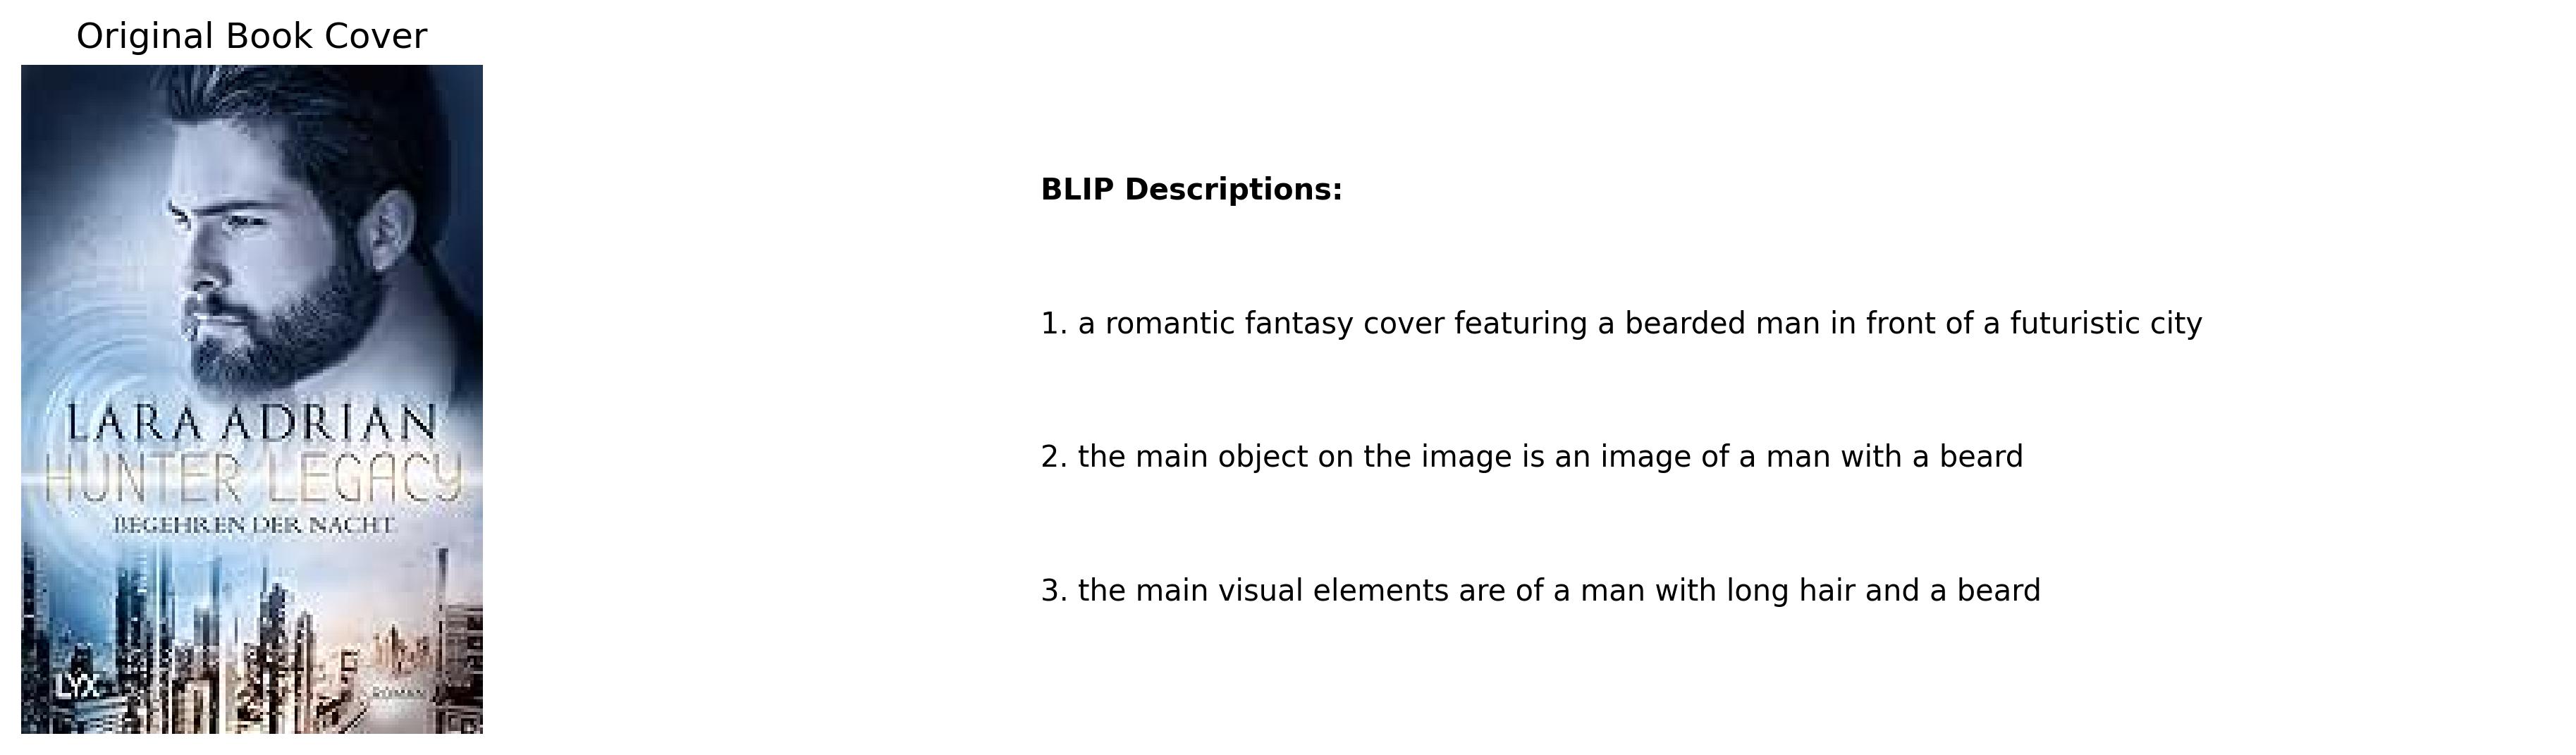 Original Book Cover
LARA ADRIAN
HUNTER LEGACY
BEGEHREN DER NACHT
LYX
ROMAN
BLIP Descriptions:
1. a romantic fantasy cover featuring a bearded man in front of a futuristic city
2. the main object on the image is an image of a man with a beard
3. the main visual elements are of a man with long hair and a beard